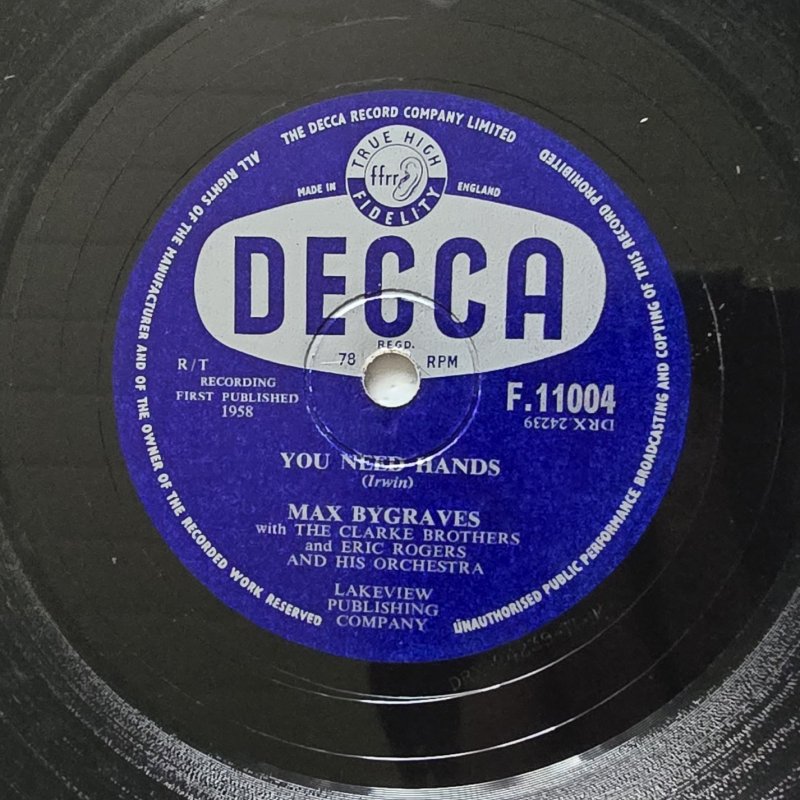 THE DECCA RECORD COMPANY LIMITED
ALL RIGHTS OF THE MANUFACTURER AND OF THE OWNER OF THE RECORDED WORK RESERVED
UNAUTHORISED PUBLIC PERFORMANCE BROADCASTING AND COPYING OF THIS RECORD PROHIBITED
TRUE HIGH
ffrr
FIDELITY
MADE IN ENGLAND
DECCA
REGD.
78 RPM
R/T
RECORDING
FIRST PUBLISHED
1958
F.11004
DRX.24239
YOU NEED HANDS
(Irwin)
MAX BYGRAVES
with THE CLARKE BROTHERS
and ERIC ROGERS
AND HIS ORCHESTRA
LAKEVIEW
PUBLISHING
COMPANY